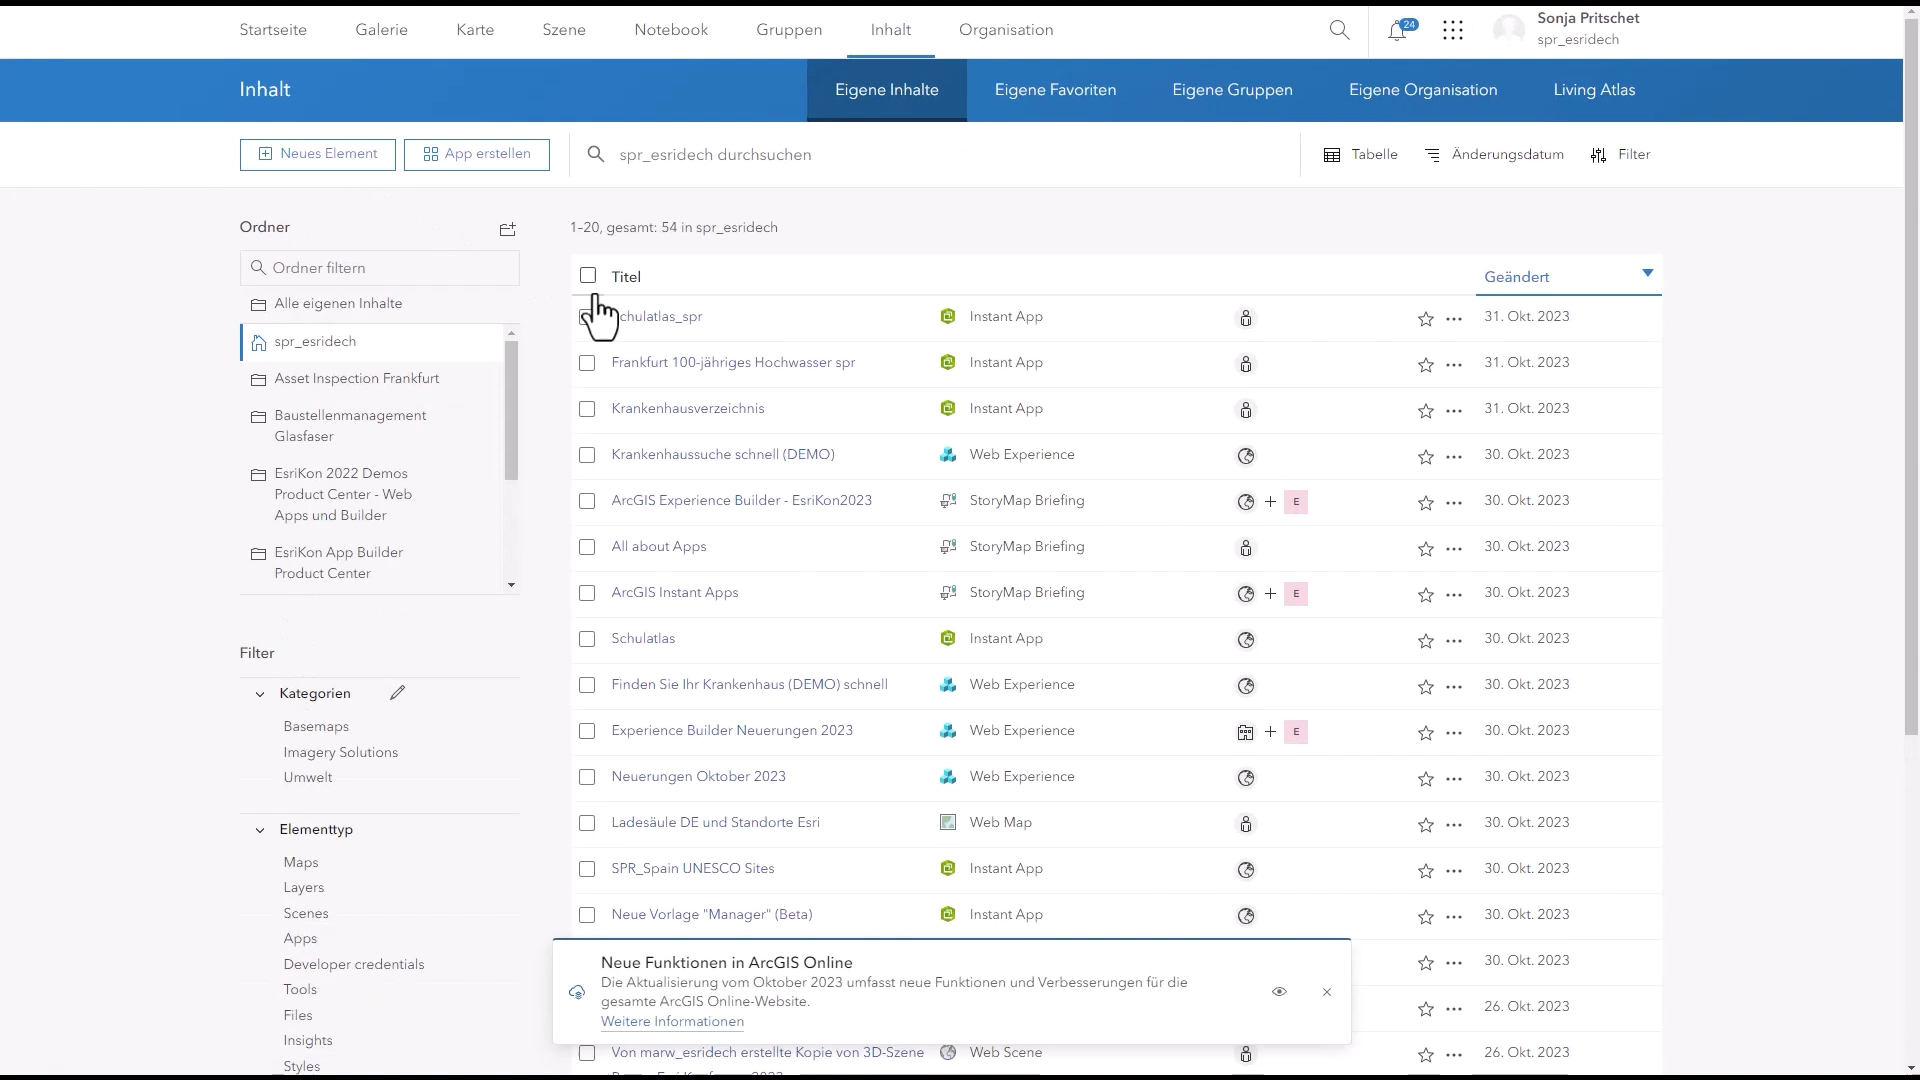 Startseite Galerie Karte Szene Notebook Gruppen Inhalt Organisation 24 Sonja Pritschet
spr_esridech
Inhalt Eigene Inhalte Eigene Favoriten Eigene Gruppen Eigene Organisation Living Atlas
Neues Element App erstellen spr_esridech durchsuchen Tabelle Änderungsdatum Filter
Ordner
Ordner filtern
Alle eigenen Inhalte
spr_esridech
Asset Inspection Frankfurt
Baustellenmanagement
Glasfaser
EsriKon 2022 Demos
Product Center - Web
Apps und Builder
EsriKon App Builder
Product Center
Filter
Kategorien
Basemaps
Imagery Solutions
Umwelt
Elementtyp
Maps
Layers
Scenes
Apps
Developer credentials
Tools
Files
Insights
Styles
1-20, gesamt: 54 in spr_esridech
Titel Geändert
chulatlas_spr Instant App 31. Okt. 2023
Frankfurt 100-jähriges Hochwasser spr Instant App 31. Okt. 2023
Krankenhausverzeichnis Instant App 31. Okt. 2023
Krankenhaussuche schnell (DEMO) Web Experience 30. Okt. 2023
ArcGIS Experience Builder - EsriKon2023 StoryMap Briefing + E 30. Okt. 2023
All about Apps StoryMap Briefing 30. Okt. 2023
ArcGIS Instant Apps StoryMap Briefing + E 30. Okt. 2023
Schulatlas Instant App 30. Okt. 2023
Finden Sie Ihr Krankenhaus (DEMO) schnell Web Experience 30. Okt. 2023
Experience Builder Neuerungen 2023 Web Experience + E 30. Okt. 2023
Neuerungen Oktober 2023 Web Experience 30. Okt. 2023
Ladesäule DE und Standorte Esri Web Map 30. Okt. 2023
SPR_Spain UNESCO Sites Instant App 30. Okt. 2023
Neue Vorlage "Manager" (Beta) Instant App 30. Okt. 2023
30. Okt. 2023
26. Okt. 2023
Neue Funktionen in ArcGIS Online
Die Aktualisierung vom Oktober 2023 umfasst neue Funktionen und Verbesserungen für die
gesamte ArcGIS Online-Website.
Weitere Informationen
Von marw_esridech erstellte Kopie von 3D-Szene Web Scene 26. Okt. 2023